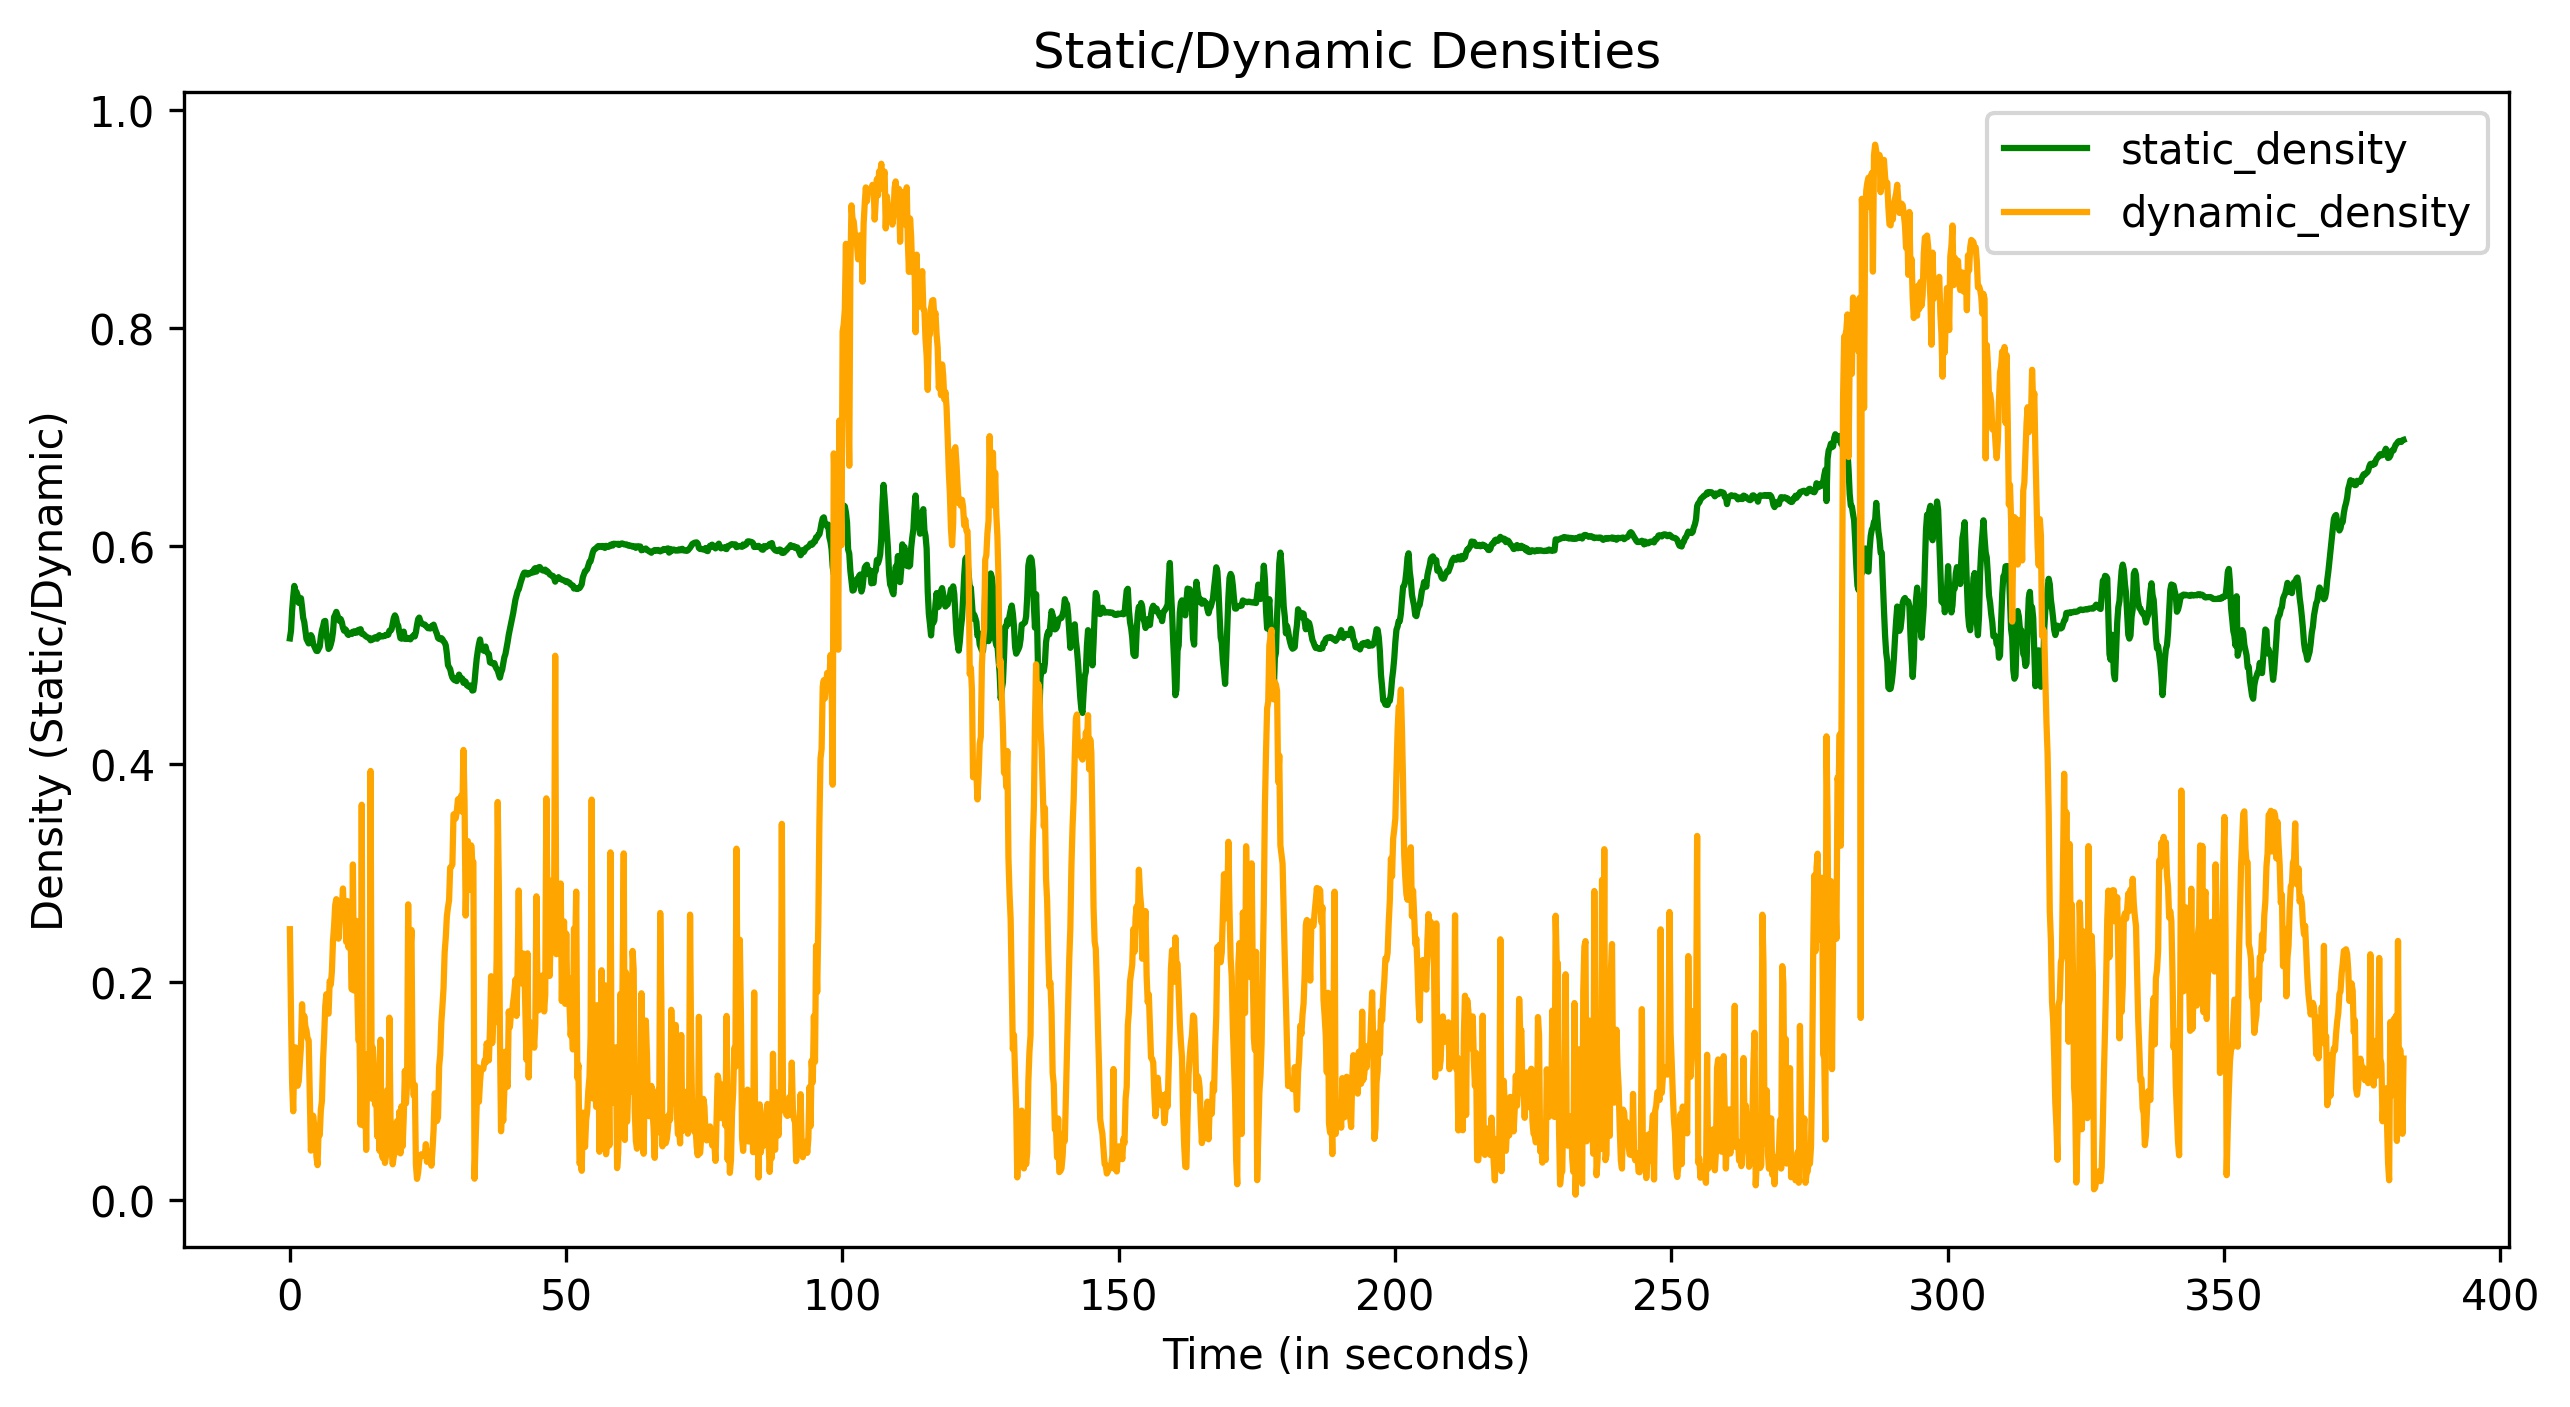 Static/Dynamic Densities
static_density
dynamic_density
Density (Static/Dynamic)
1.0
0.8
0.6
0.4
0.2
0.0
0 50 100 150 200 250 300 350 400
Time (in seconds)